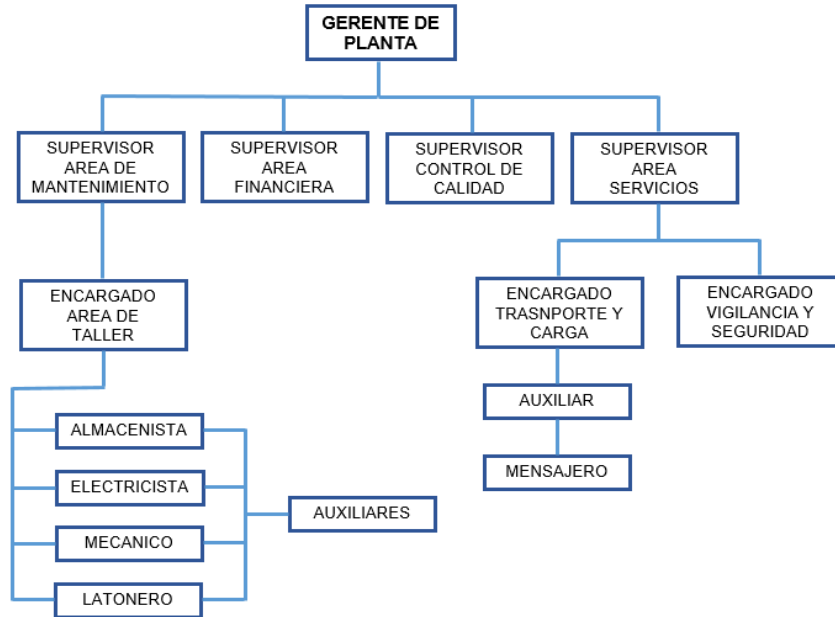 GERENTE DE
PLANTA
SUPERVISOR
AREA DE
MANTENIMIENTO
SUPERVISOR
AREA
FINANCIERA
SUPERVISOR
CONTROL DE
CALIDAD
SUPERVISOR
AREA
SERVICIOS
ENCARGADO
AREA DE
TALLER
ENCARGADO
TRASNPORTE Y
CARGA
ENCARGADO
VIGILANCIA Y
SEGURIDAD
AUXILIAR
MENSAJERO
ALMACENISTA
ELECTRICISTA
MECANICO
LATONERO
AUXILIARES